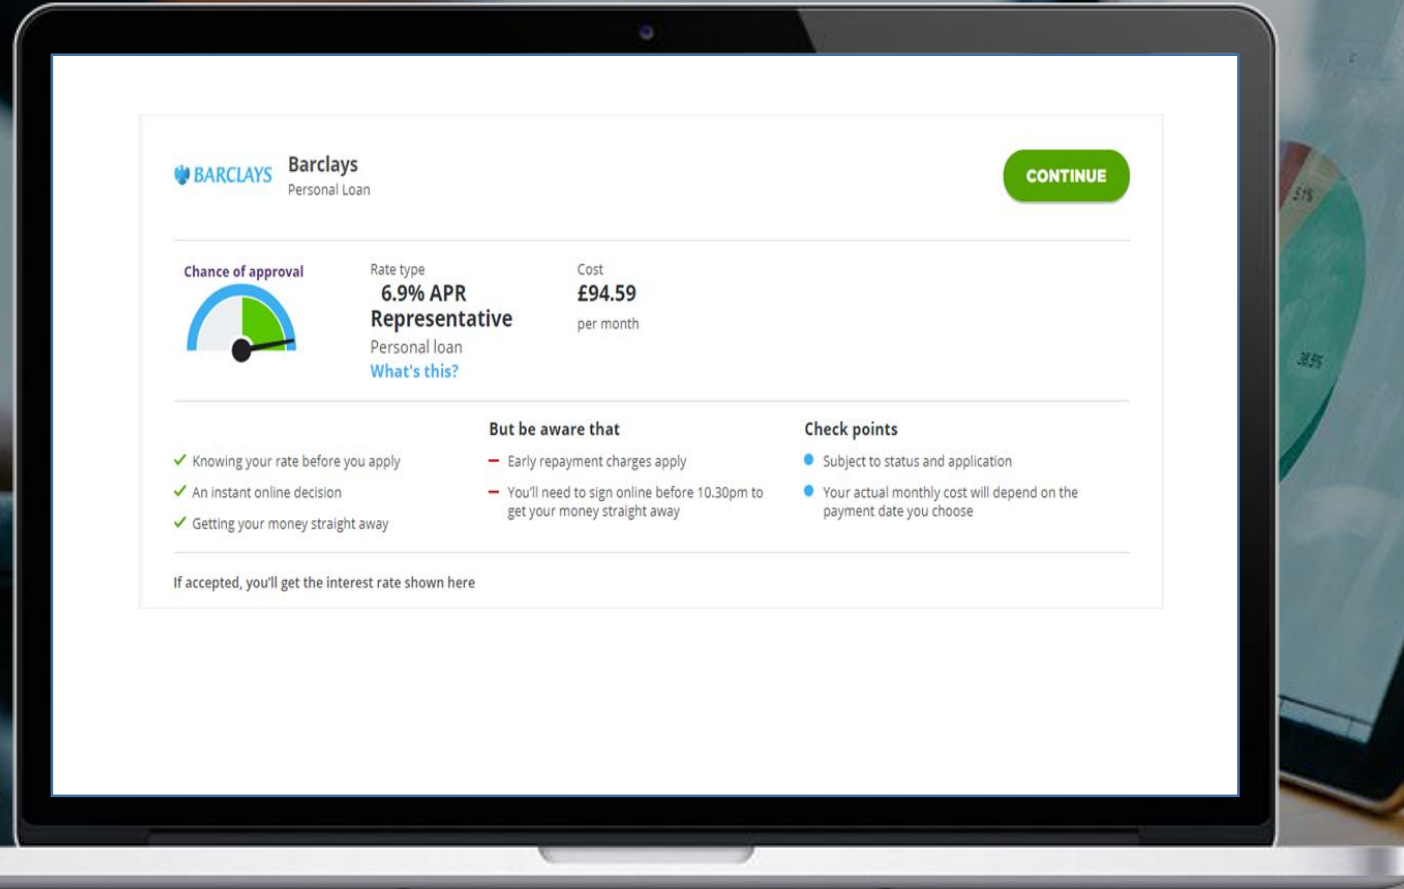 BARCLAYS
Barclays
Personal Loan
CONTINUE
Chance of approval
Rate type
6.9% APR
Representative
Personal loan
What's this?
Cost
£94.59
per month
Knowing your rate before you apply
An instant online decision
Getting your money straight away
But be aware that
Early repayment charges apply
You'll need to sign online before 10.30pm to
get your money straight away
Check points
Subject to status and application
Your actual monthly cost will depend on the
payment date you choose
If accepted, you'll get the interest rate shown here
38.5%